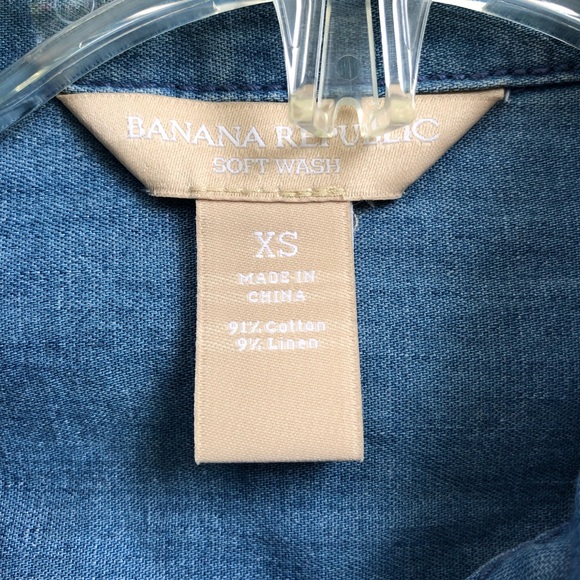 BANANA REPUBLIC
SOFT WASH
XS
MADE IN
CHINA
91% Cotton
9% Linen